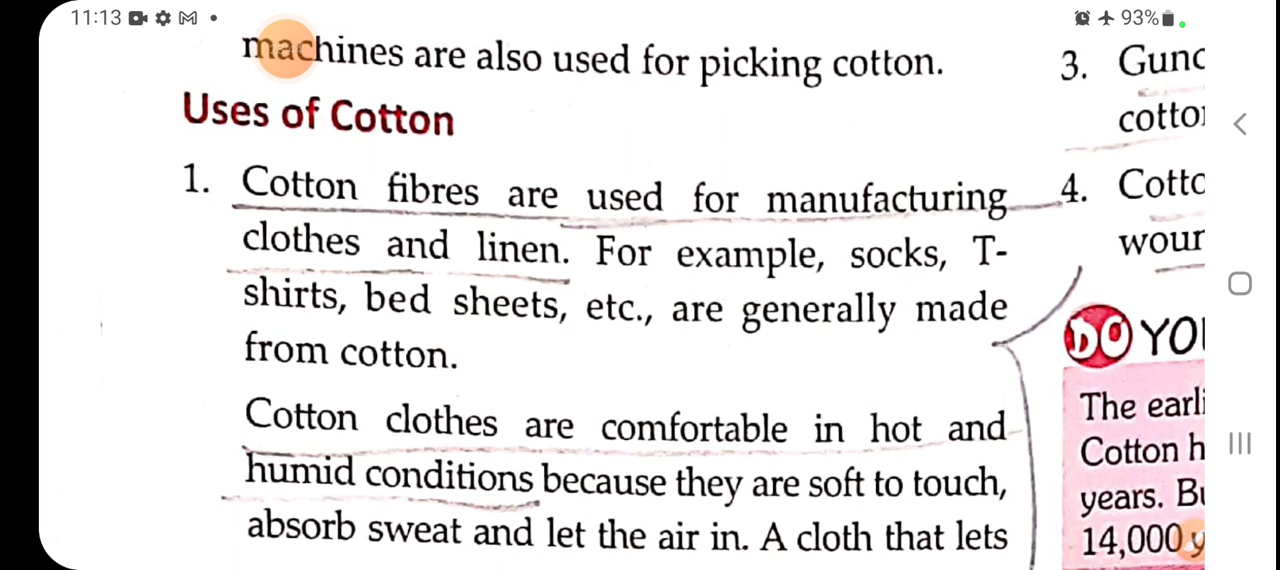 11:13
93%
machines are also used for picking cotton.
Uses of Cotton
1. Cotton fibres are used for manufacturing
clothes and linen. For example, socks, T-
shirts, bed sheets, etc., are generally made
from cotton.
Cotton clothes are comfortable in hot and
humid conditions because they are soft to touch,
absorb sweat and let the air in. A cloth that lets
3.
4.
DO
The
Cotton
years.
14,000